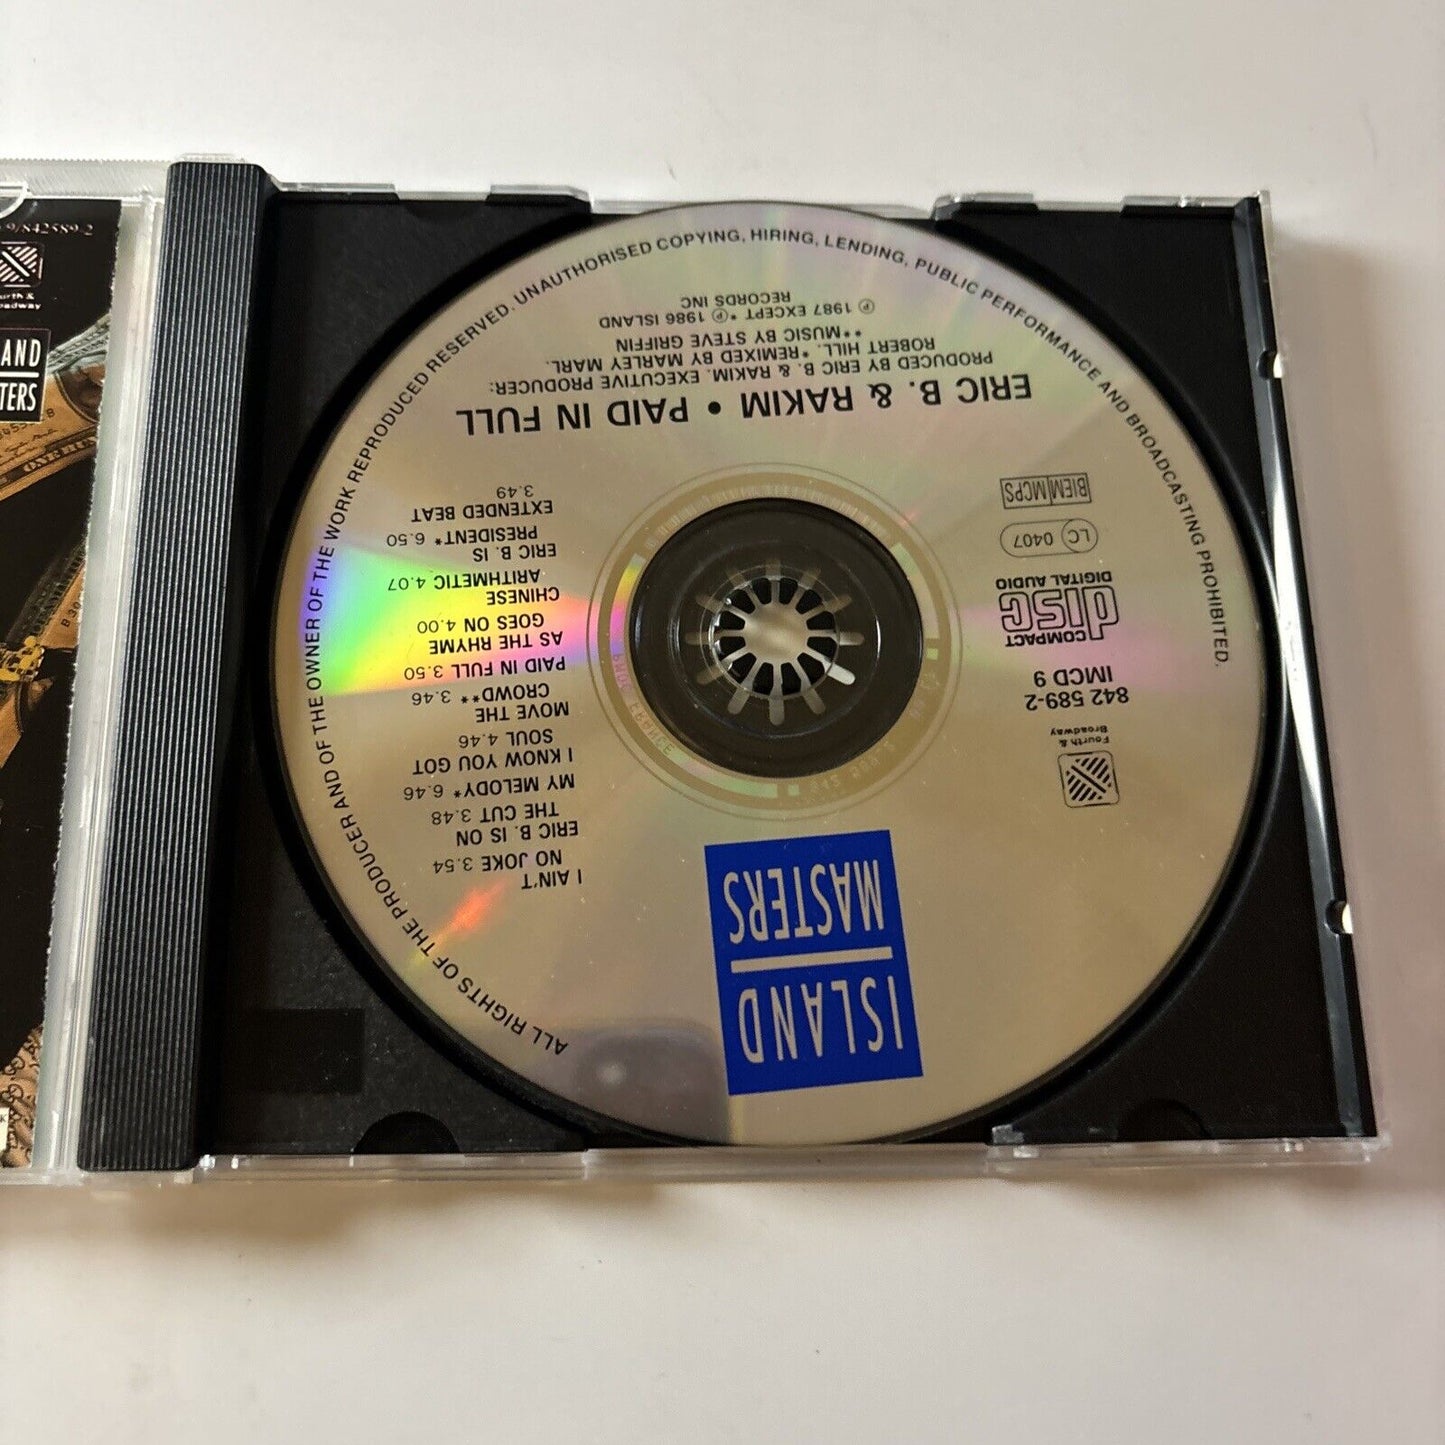 ISLAND
MASTERS
Fourth &
Broadway
842 589-2
IMCD 9
COMPACT
disc
DIGITAL AUDIO
LC 0407
BIEM/MCPS
I AIN'T
NO JOKE 3.54
ERIC B. IS ON
THE CUT 3.48
MY MELODY* 6.46
I KNOW YOU GOT
SOUL 4.46
MOVE THE
CROWD** 3.46
PAID IN FULL 3.50
AS THE RHYME
GOES ON 4.00
CHINESE
ARITHMETIC 4.07
ERIC B. IS
PRESIDENT* 6.50
EXTENDED BEAT
3.49
ERIC B. & RAKIM • PAID IN FULL
PRODUCED BY ERIC B. & RAKIM. EXECUTIVE PRODUCER:
ROBERT HILL. *REMIXED BY MARLEY MARL.
**MUSIC BY STEVE GRIFFIN
℗ 1987 EXCEPT * ℗ 1986 ISLAND
RECORDS INC
ALL RIGHTS OF THE PRODUCER AND OF THE OWNER OF THE WORK REPRODUCED RESERVED. UNAUTHORISED COPYING, HIRING, LENDING, PUBLIC PERFORMANCE AND BROADCASTING PROHIBITED.
9/842589-2
urth &
oadway
AND
TERS
FRANCE